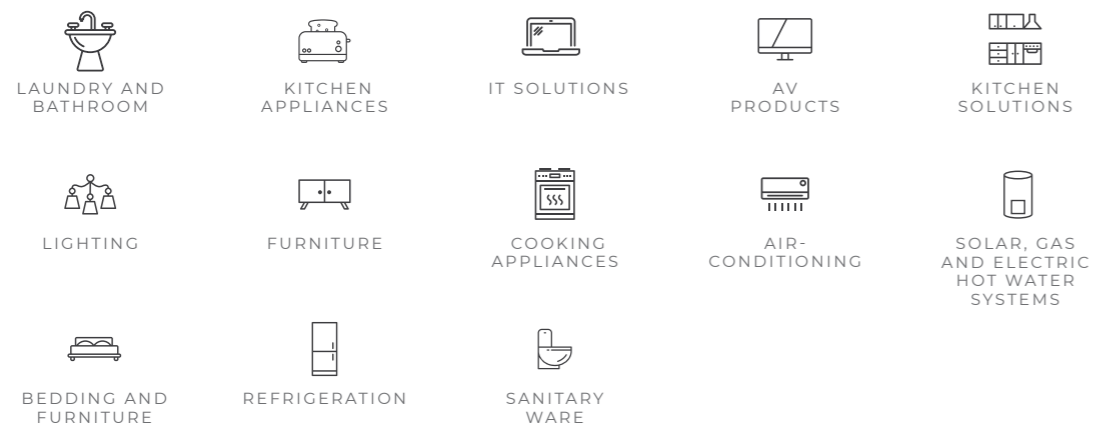 LAUNDRY AND
BATHROOM
KITCHEN
APPLIANCES
IT SOLUTIONS
AV
PRODUCTS
KITCHEN
SOLUTIONS
LIGHTING
FURNITURE
COOKING
APPLIANCES
AIR-
CONDITIONING
SOLAR, GAS
AND ELECTRIC
HOT WATER
SYSTEMS
BEDDING AND
FURNITURE
REFRIGERATION
SANITARY
WARE